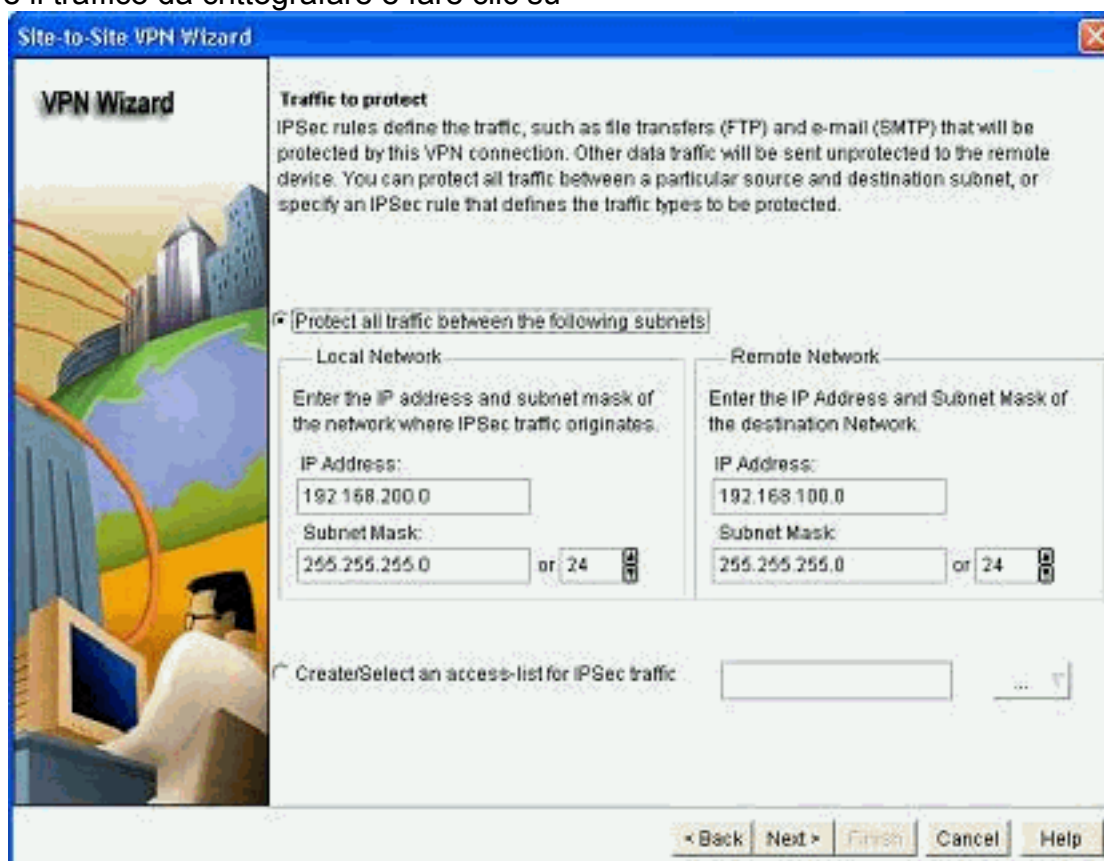 e il traffico da crittografare e fare clic su
Site-to-Site VPN Wizard
VPN Wizard
Traffic to protect
IPSec rules define the traffic, such as file transfers (FTP) and e-mail (SMTP) that will be
protected by this VPN connection. Other data traffic will be sent unprotected to the remote
device. You can protect all traffic between a particular source and destination subnet, or
specify an IPSec rule that defines the traffic types to be protected.
Protect all traffic between the following subnets
Local Network
Enter the IP address and subnet mask of
the network where IPSec traffic originates.
IP Address:
192.168.200.0
Subnet Mask:
255.255.255.0 or 24
Remote Network
Enter the IP Address and Subnet Mask of
the destination Network.
IP Address:
192.168.100.0
Subnet Mask:
255.255.255.0 or 24
Create/Select an access-list for IPSec traffic
...
< Back Next > Finish Cancel Help